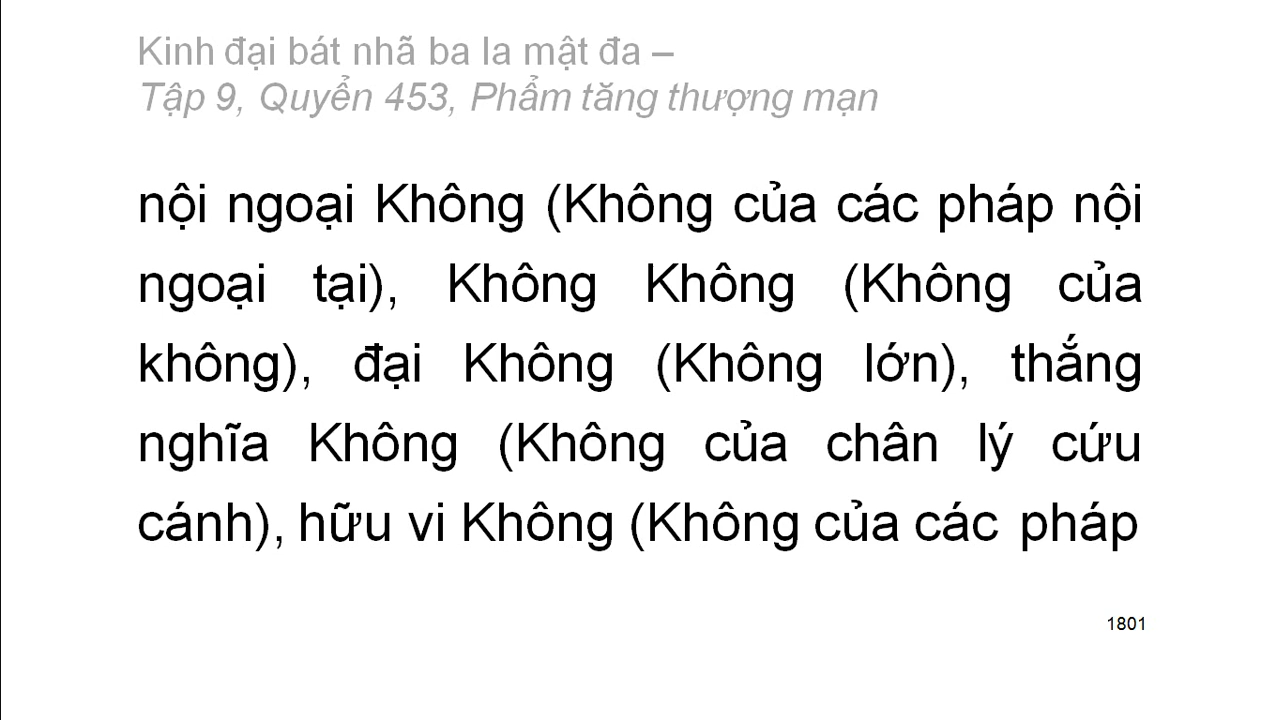 Kinh đại bát nhã ba la mật đa –
Tập 9, Quyển 453, Phẩm tăng thượng mạn
nội ngoại Không (Không của các pháp nội
ngoại tại), Không Không (Không của
không), đại Không (Không lớn), thắng
nghĩa Không (Không của chân lý cứu
cánh), hữu vi Không (Không của các pháp
1801